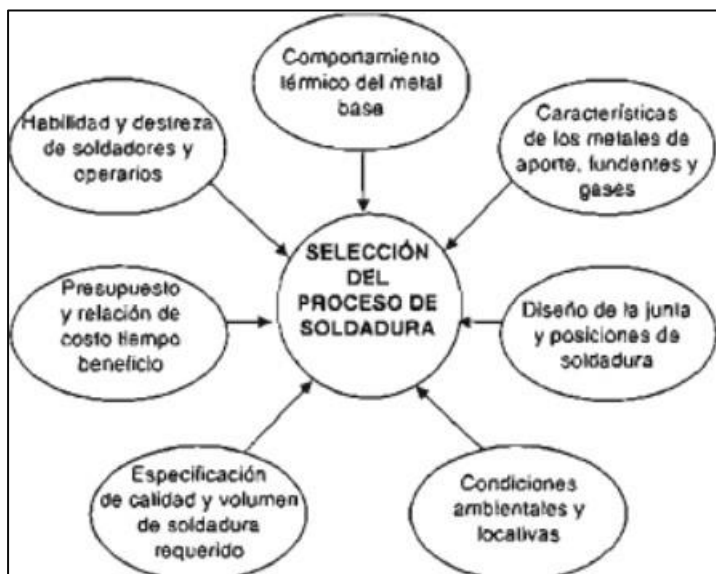 Comportamiento
térmico del metal
base
Habilidad y destreza
de soldadores y
operarios
Características
de los metales de
aporte, fundentes y
gases
SELECCIÓN
DEL
PROCESO DE
SOLDADURA
Presupuesto
y relación de
costo tiempo
beneficio
Diseño de la junta
y posiciones de
soldadura
Especificación
de calidad y volumen
de soldadura
requerido
Condiciones
ambientales y
locativas